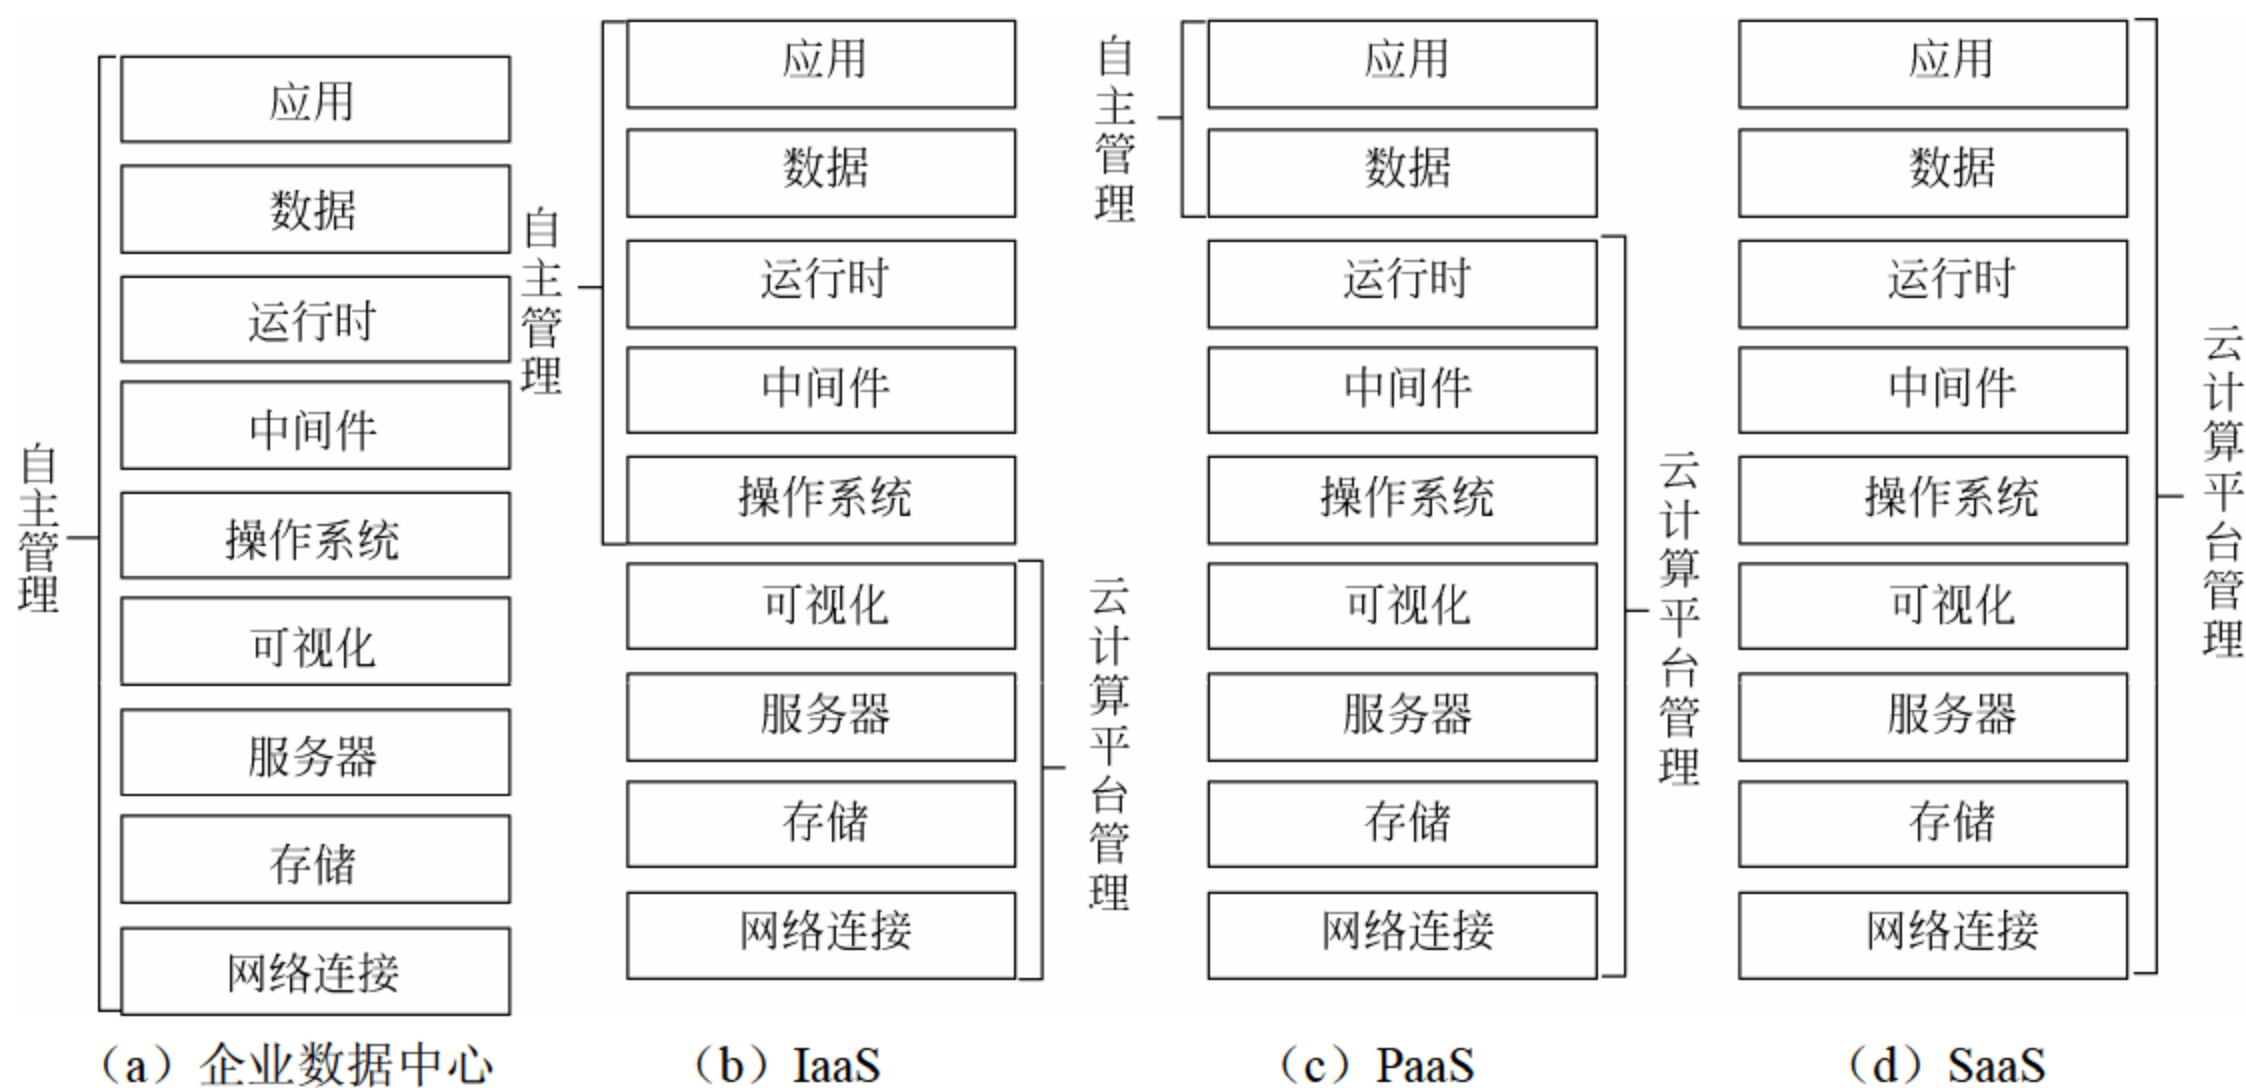 自主管理
应用
数据
运行时
中间件
操作系统
可视化
服务器
存储
网络连接
（a）企业数据中心
自主管理
应用
数据
运行时
中间件
操作系统
可视化
服务器
存储
网络连接
云计算平台管理
（b）IaaS
自主管理
应用
数据
运行时
中间件
操作系统
可视化
服务器
存储
网络连接
云计算平台管理
（c）PaaS
应用
数据
运行时
中间件
操作系统
可视化
服务器
存储
网络连接
云计算平台管理
（d）SaaS